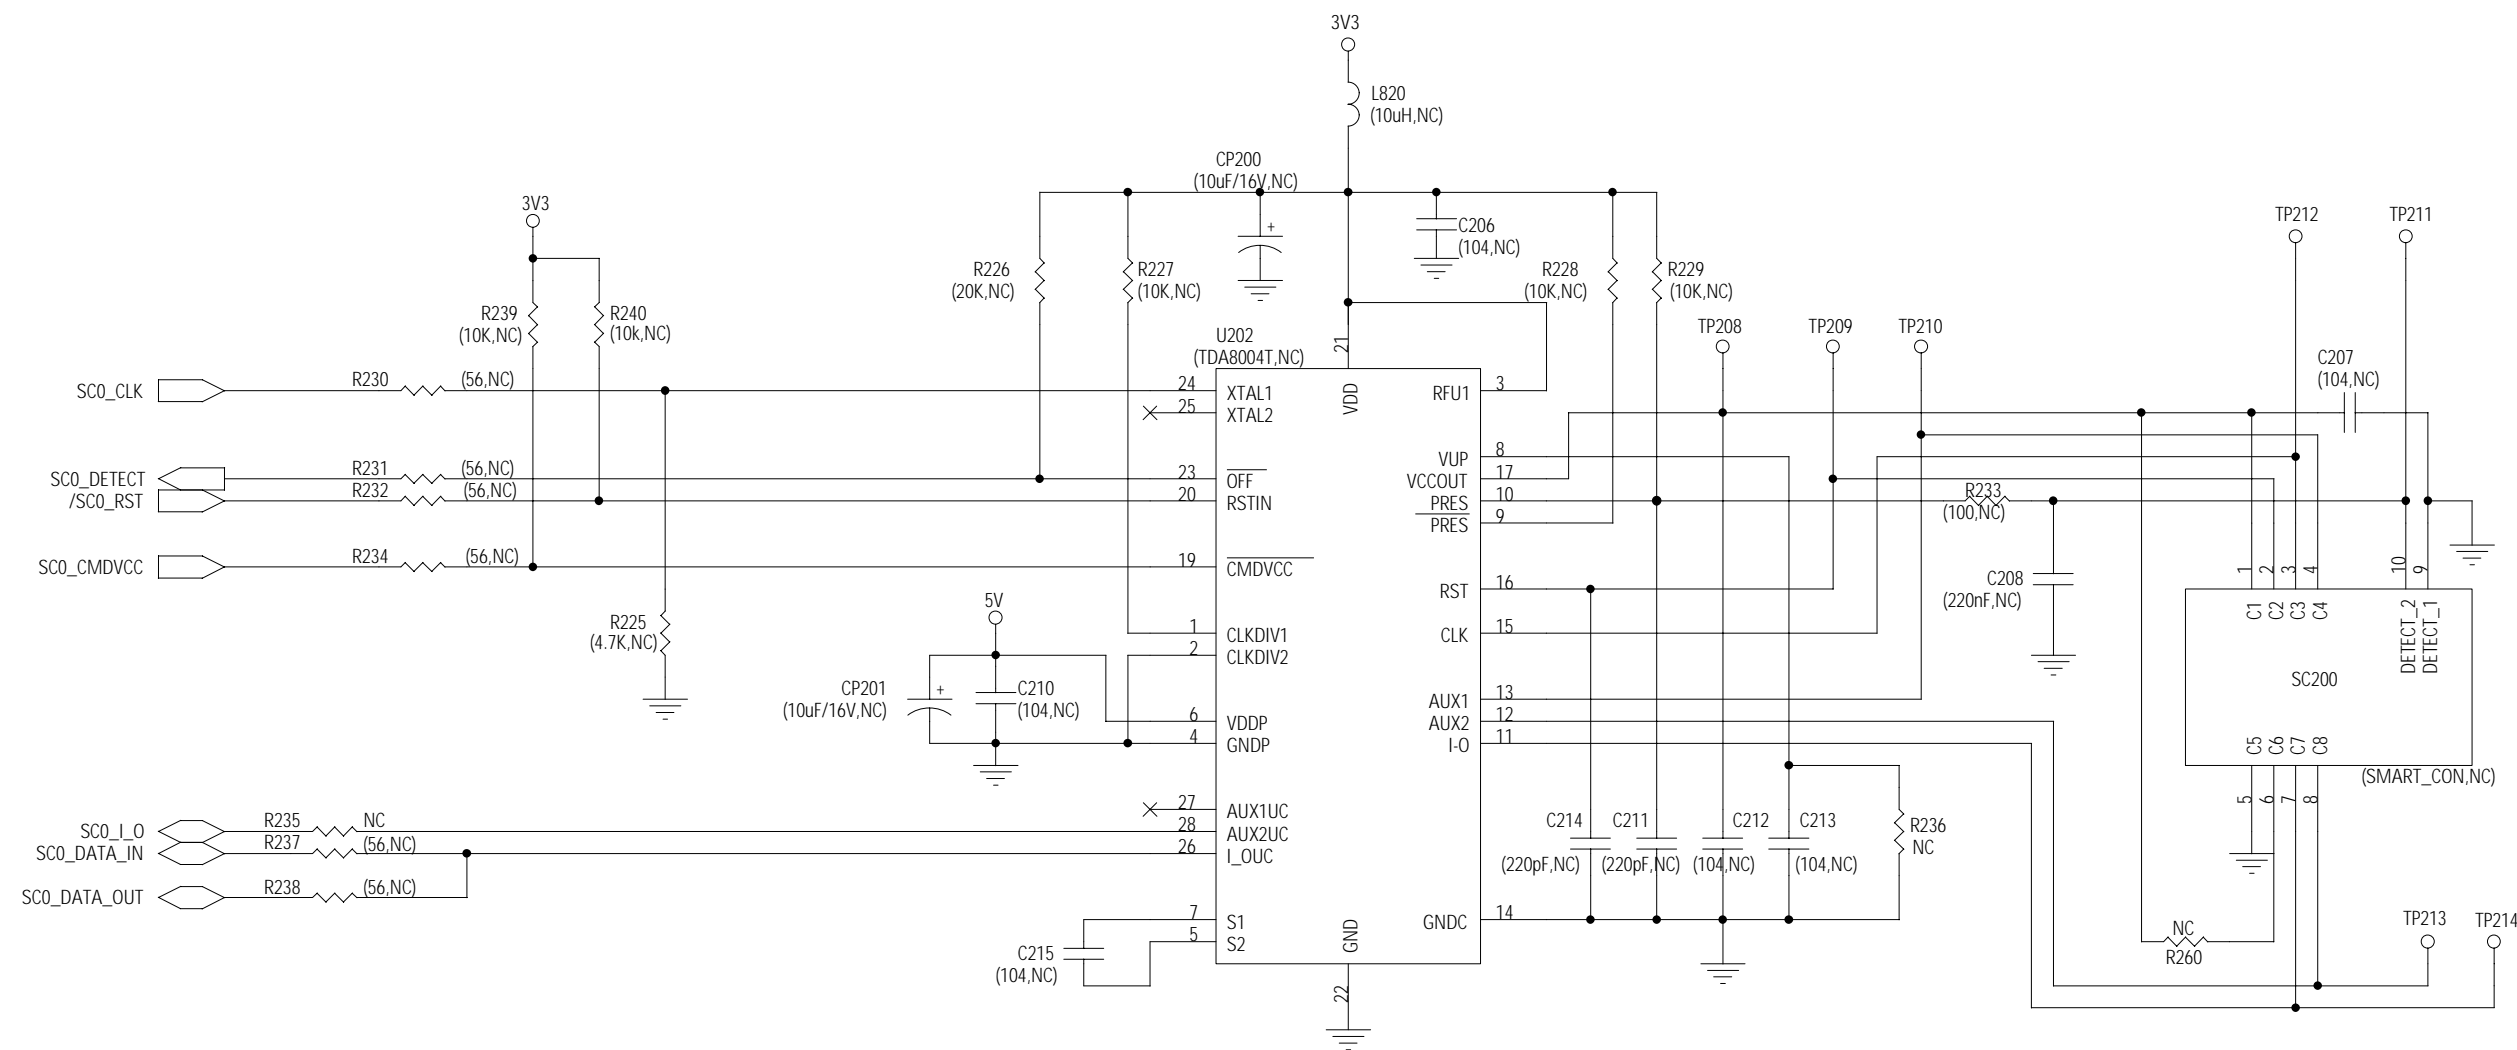 3V3
L820
(10uH,NC)
CP200
(10uF/16V,NC)
3V3
+
C206
(104,NC)
TP212
TP211
R226
(20K,NC)
R227
(10K,NC)
R228
(10K,NC)
R229
(10K,NC)
R239
(10K,NC)
R240
(10k,NC)
U202
(TDA8004T,NC)
21
TP208
TP209
TP210
C207
(104,NC)
SC0_CLK
R230
(56,NC)
24
XTAL1
25
XTAL2
VDD
RFU1
3
SC0_DETECT
R231
(56,NC)
23
OFF
/SC0_RST
R232
(56,NC)
20
RSTIN
VUP
8
VCCOUT
17
PRES
10
PRES
9
R233
(100,NC)
SC0_CMDVCC
R234
(56,NC)
19
CMDVCC
RST
16
C208
(220nF,NC)
1
2
3
4
10
9
C1
C2
C3
C4
DETECT_2
DETECT_1
R225
(4.7K,NC)
5V
1
CLKDIV1
2
CLKDIV2
CLK
15
SC200
CP201
(10uF/16V,NC)
+
C210
(104,NC)
6
VDDP
4
GNDP
AUX1
13
AUX2
12
I-O
11
C5
C6
C7
C8
(SMART_CON,NC)
5
6
7
8
27
AUX1UC
SC0_I_O
R235
NC
28
AUX2UC
SC0_DATA_IN
R237
(56,NC)
26
I_OUC
SC0_DATA_OUT
R238
(56,NC)
C214
(220pF,NC)
C211
(220pF,NC)
C212
(104,NC)
C213
(104,NC)
R236
NC
7
S1
5
S2
C215
(104,NC)
GND
22
GNDC
14
NC
R260
TP213
TP214